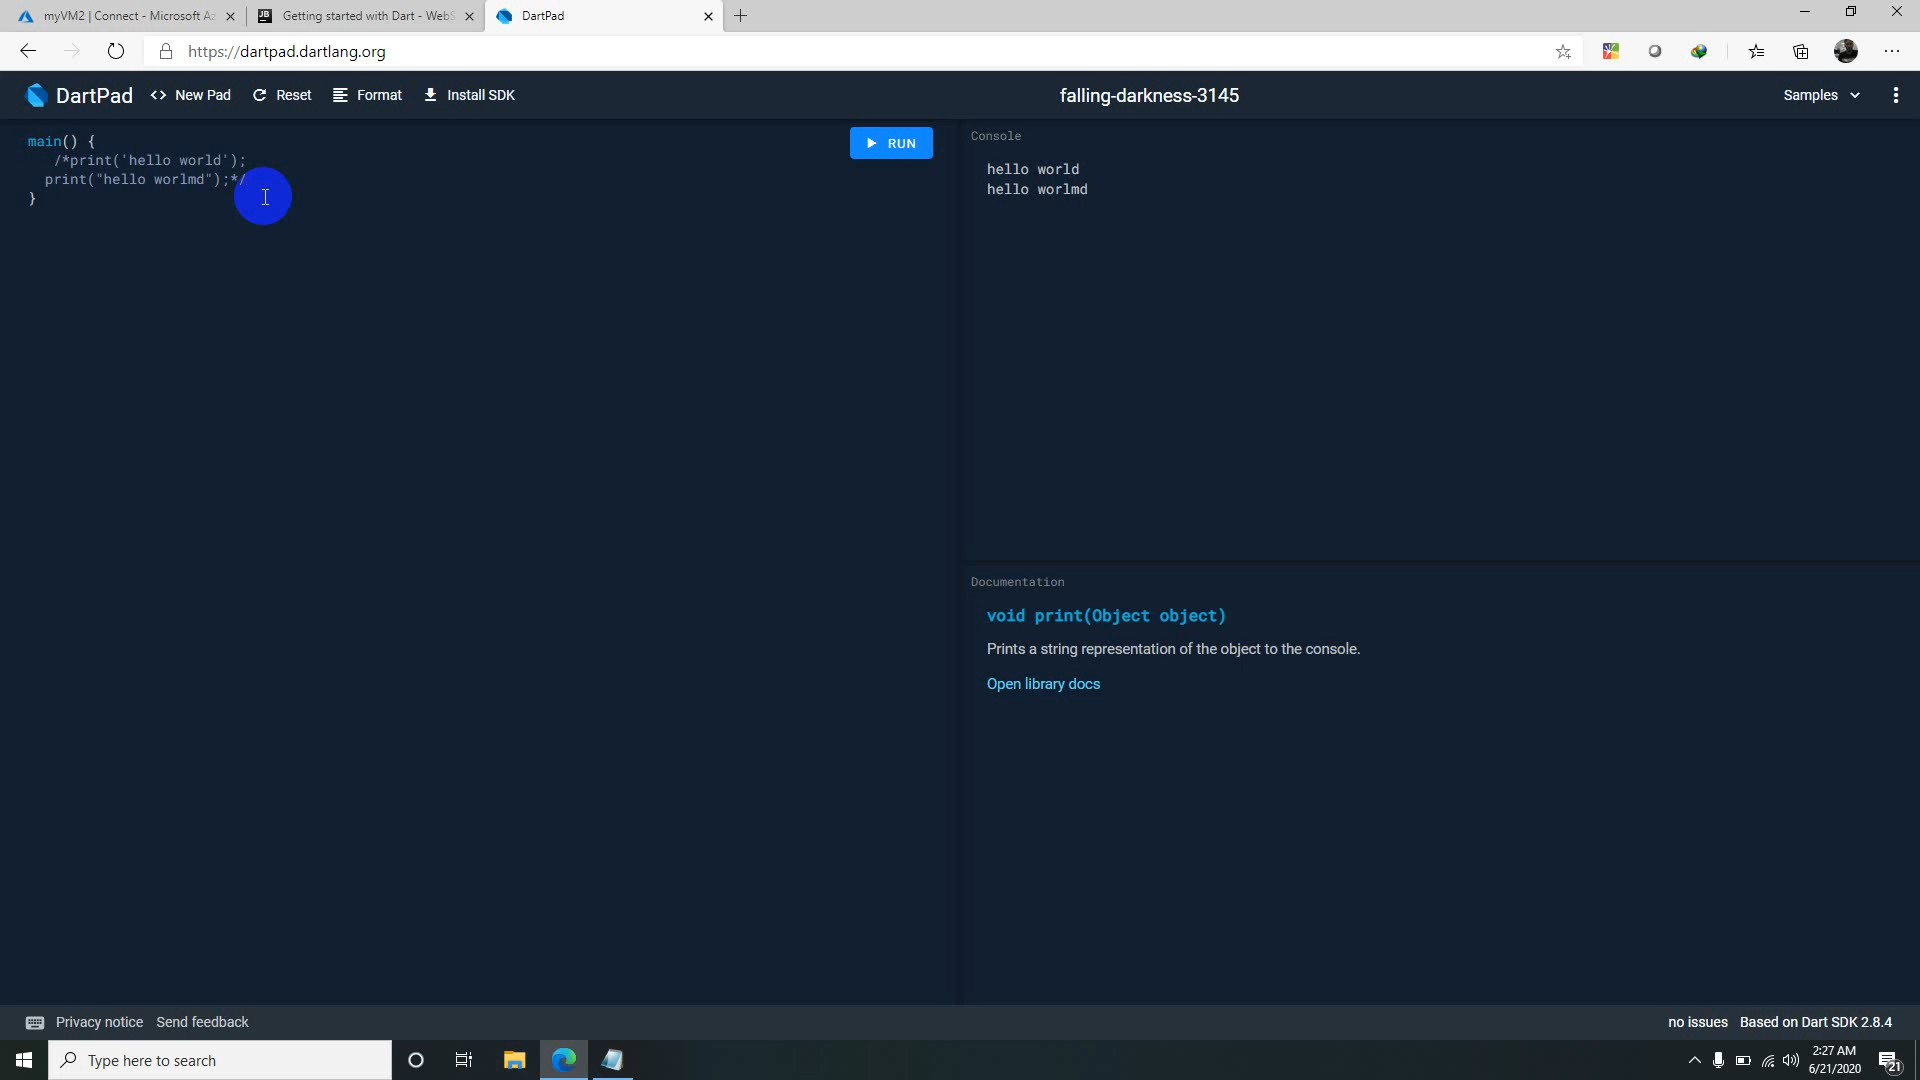 myVM2 | Connect - Microsoft Az
Getting started with Dart - WebS
DartPad
https://dartpad.dartlang.org
DartPad
<> New Pad
Reset
Format
Install SDK
falling-darkness-3145
Samples
main() {
/*print('hello world');
print("hello worlmd");*/
}
RUN
Console
hello world
hello worlmd
Documentation
void print(Object object)
Prints a string representation of the object to the console.
Open library docs
Privacy notice
Send feedback
no issues
Based on Dart SDK 2.8.4
Type here to search
2:27 AM
6/21/2020
21